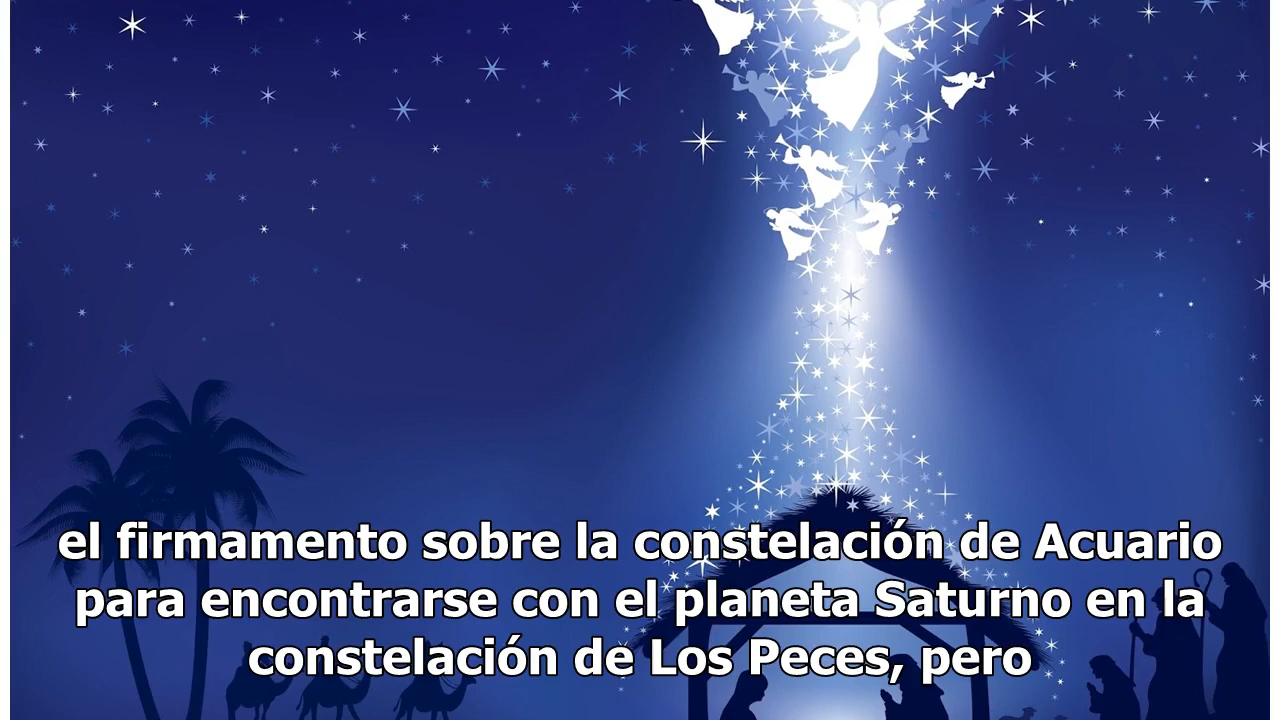 el firmamento sobre la constelación de Acuario
para encontrarse con el planeta Saturno en la
constelación de Los Peces, pero